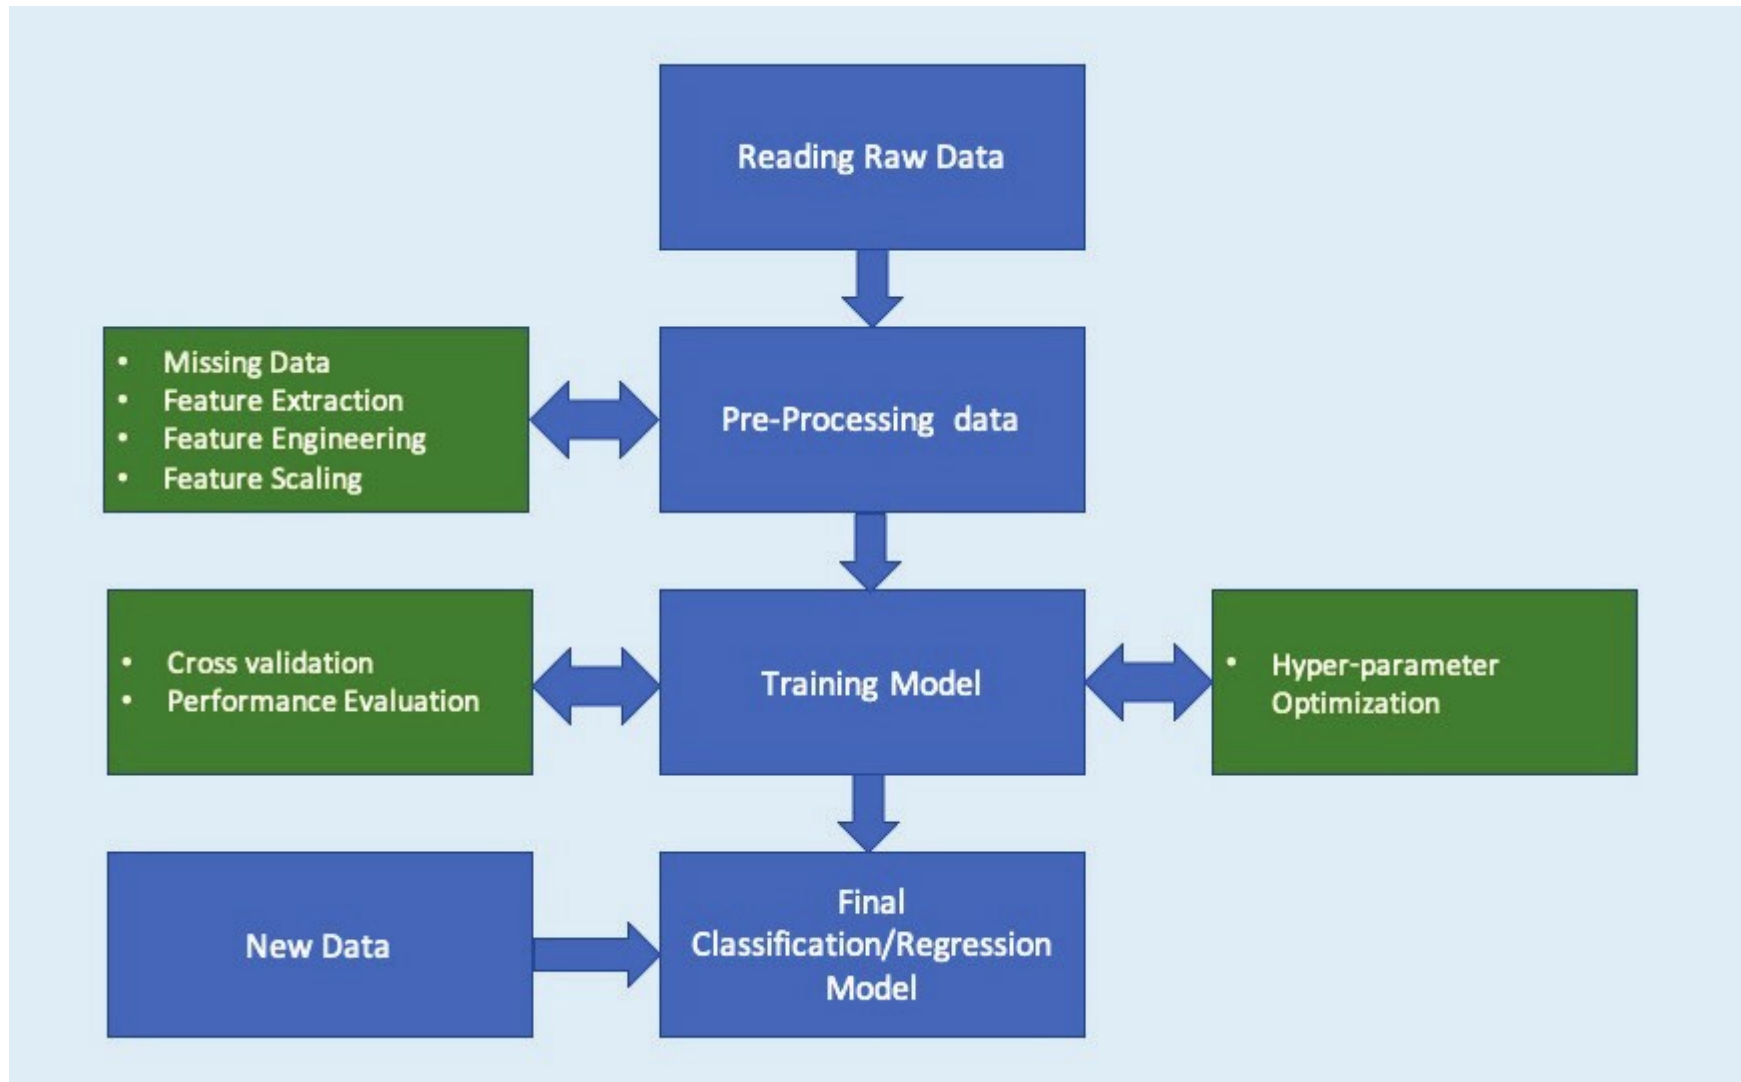 Reading Raw Data
• Missing Data
• Feature Extraction
• Feature Engineering
• Feature Scaling
Pre-Processing data
• Cross validation
• Performance Evaluation
Training Model
• Hyper-parameter
Optimization
New Data
Final
Classification/Regression
Model